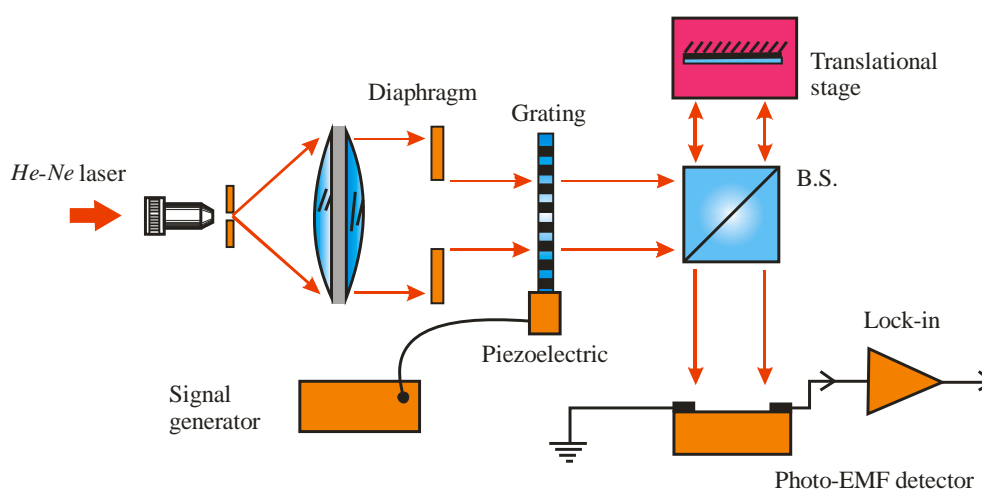 Translational
stage
Diaphragm
Grating
He-Ne laser
B.S.
Lock-in
Piezoelectric
Signal
generator
Photo-EMF detector